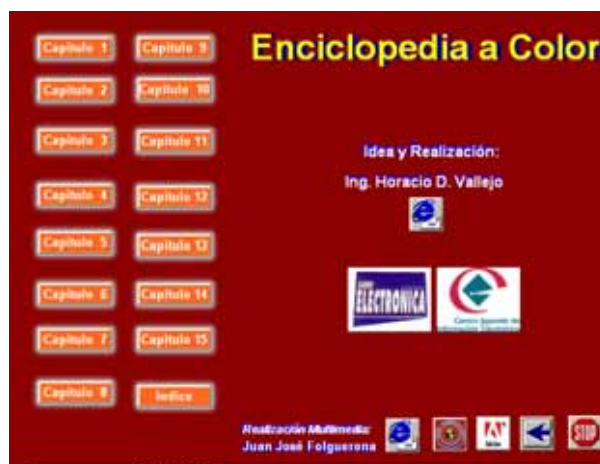 Enciclopedia a Color
Capítulo 1
Capítulo 2
Capítulo 3
Capítulo 4
Capítulo 5
Capítulo 6
Capítulo 7
Capítulo 8
Capítulo 9
Capítulo 10
Capítulo 11
Capítulo 12
Capítulo 13
Capítulo 14
Capítulo 15
Indice
Idea y Realización:
Ing. Horacio D. Vallejo
ELECTRONICA
Realización Multimedia:
Juan José Folguerona
STOP